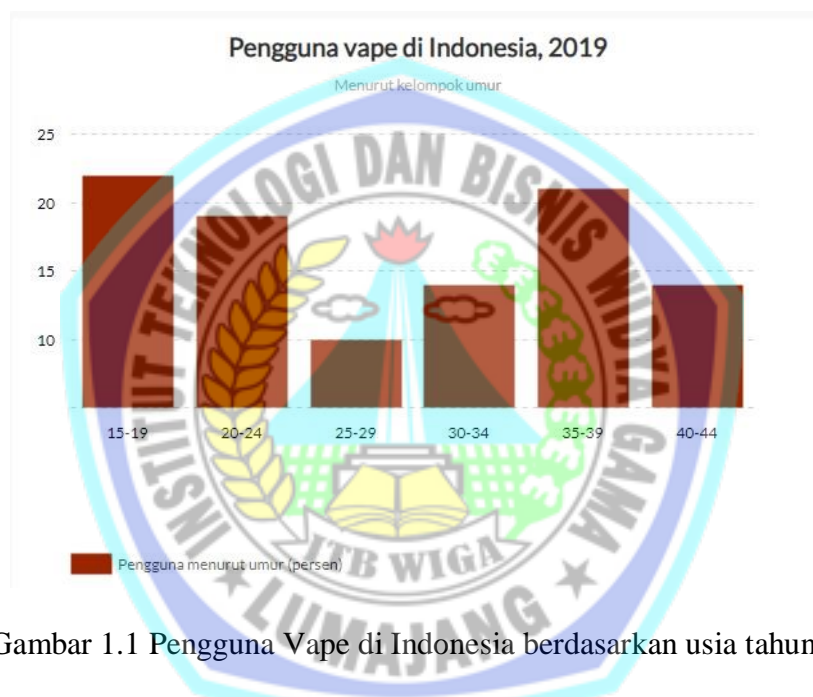 Pengguna vape di Indonesia, 2019
Menurut kelompok umur
25
20
15
10
15-19 20-24 25-29 30-34 35-39 40-44
Pengguna menurut umur (persen)
INSTITUT TEKNOLOGI DAN BISNIS WIDYA GAMA
ITB WIGA
LUMAJANG
Gambar 1.1 Pengguna Vape di Indonesia berdasarkan usia tahun